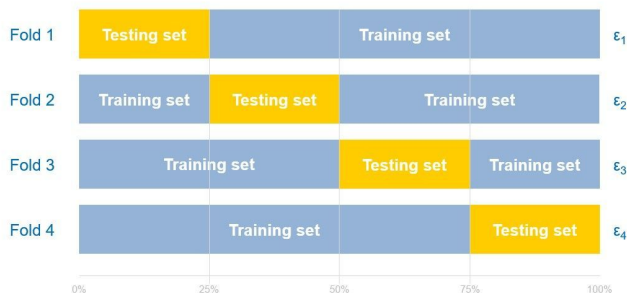 Fold 1 Testing set Training set ε₁
Fold 2 Training set Testing set Training set ε₂
Fold 3 Training set Testing set Training set ε₃
Fold 4 Training set Testing set ε₄
0% 25% 50% 75% 100%